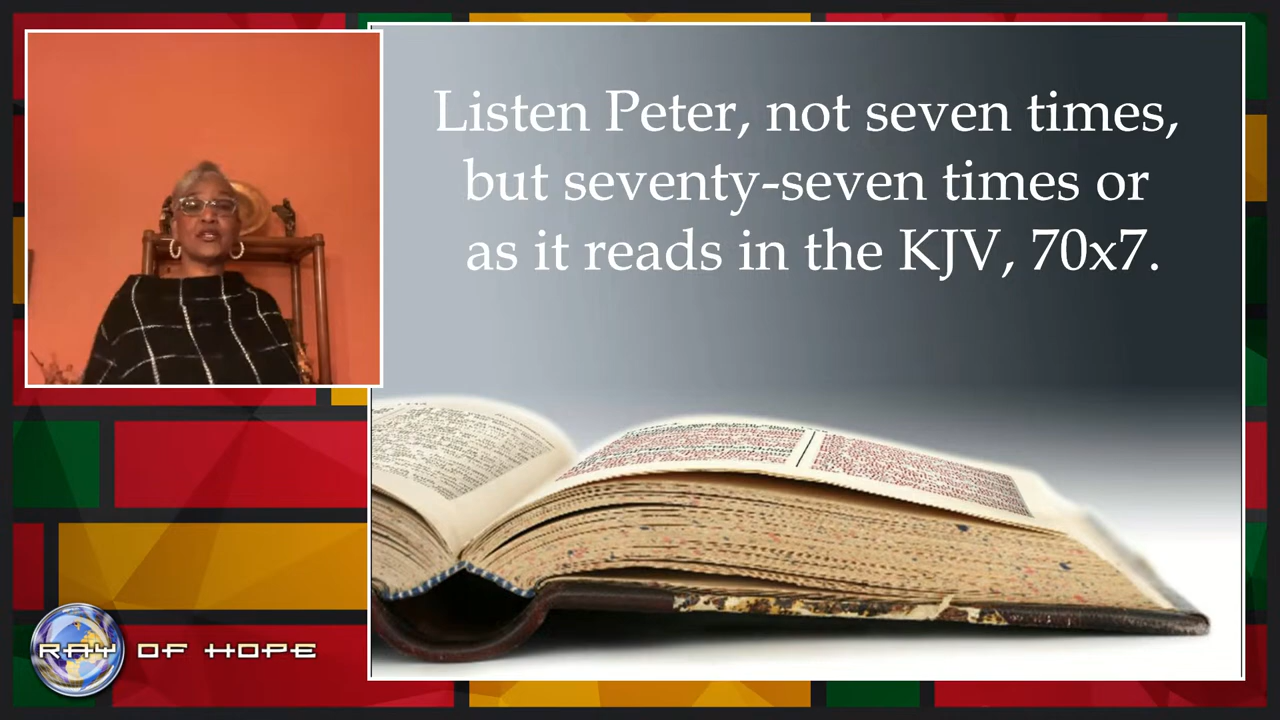 Listen Peter, not seven times,
but seventy-seven times or
as it reads in the KJV, 70x7.
RAY OF HOPE